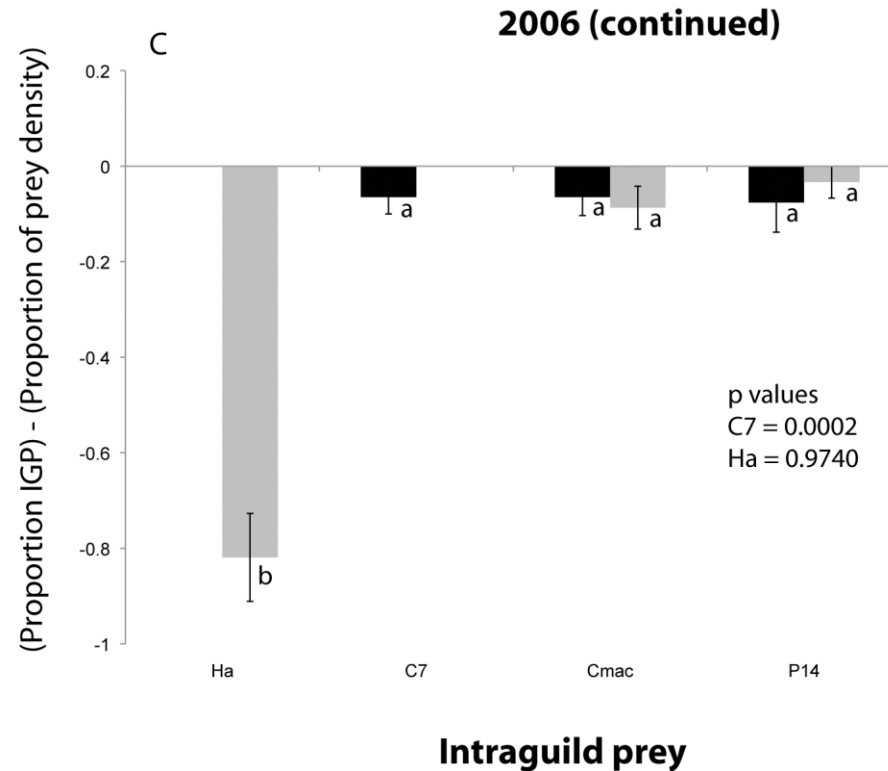 2006 (continued)
C
(Proportion IGP) - (Proportion of prey density)
0.2
0
-0.2
-0.4
-0.6
-0.8
-1
a
a
a
a
a
b
p values
C7 = 0.0002
Ha = 0.9740
Ha
C7
Cmac
P14
Intraguild prey